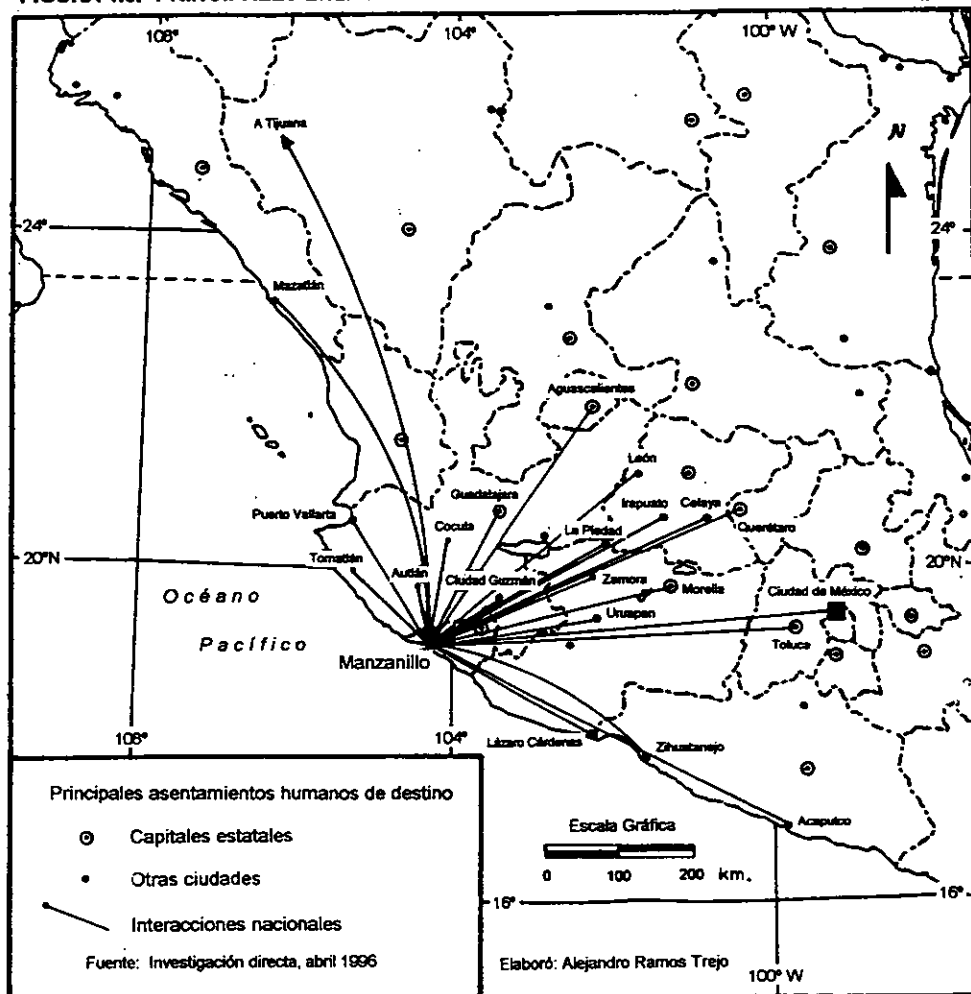 108°
104°
100° W
A Tijuana
N
24°
24°
Mazatlán
Aguascalientes
León
Guadalajara
Irapuato
Celaya
Puerto Vallarta
Cocula
La Piedad
Querétaro
20°N
Tomatlán
Autlán
Ciudad Guzmán
Zamora
Morelia
Ciudad de México
20°N
Océano
Uruapan
Pacífico
Toluca
Manzanillo
Lázaro Cárdenas
Zihuatanejo
108°
104°
Acapulco
Principales asentamientos humanos de destino
Capitales estatales
Otras ciudades
Interacciones nacionales
Fuente: Investigación directa, abril 1996
Escala Gráfica
0 100 200 km.
16°
16°
Elaboró: Alejandro Ramos Trejo
100° W